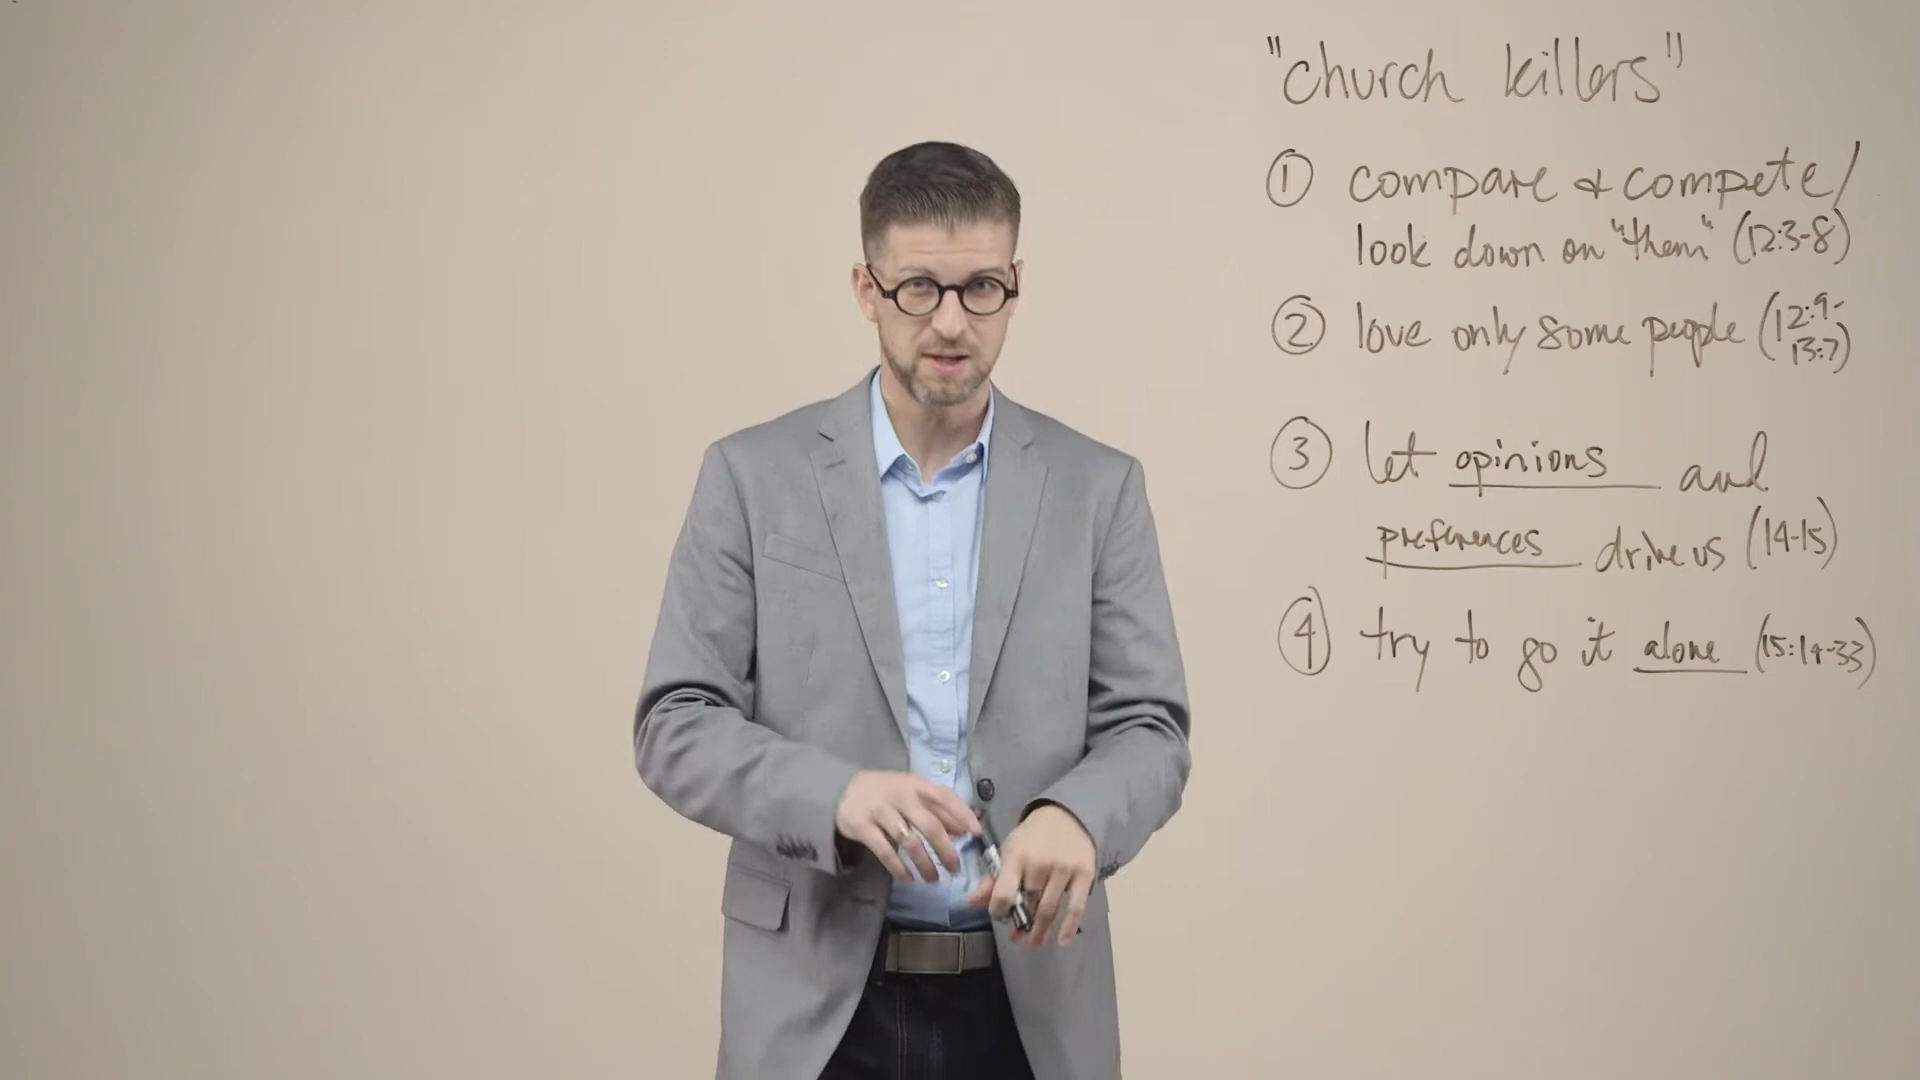 "church killers"
① compare & compete/
look down on "them" (12:3-8)
② love only some people (12:9-
13:7)
③ let opinions and
preferences drive us (14-15)
④ try to go it alone (15:14-33)